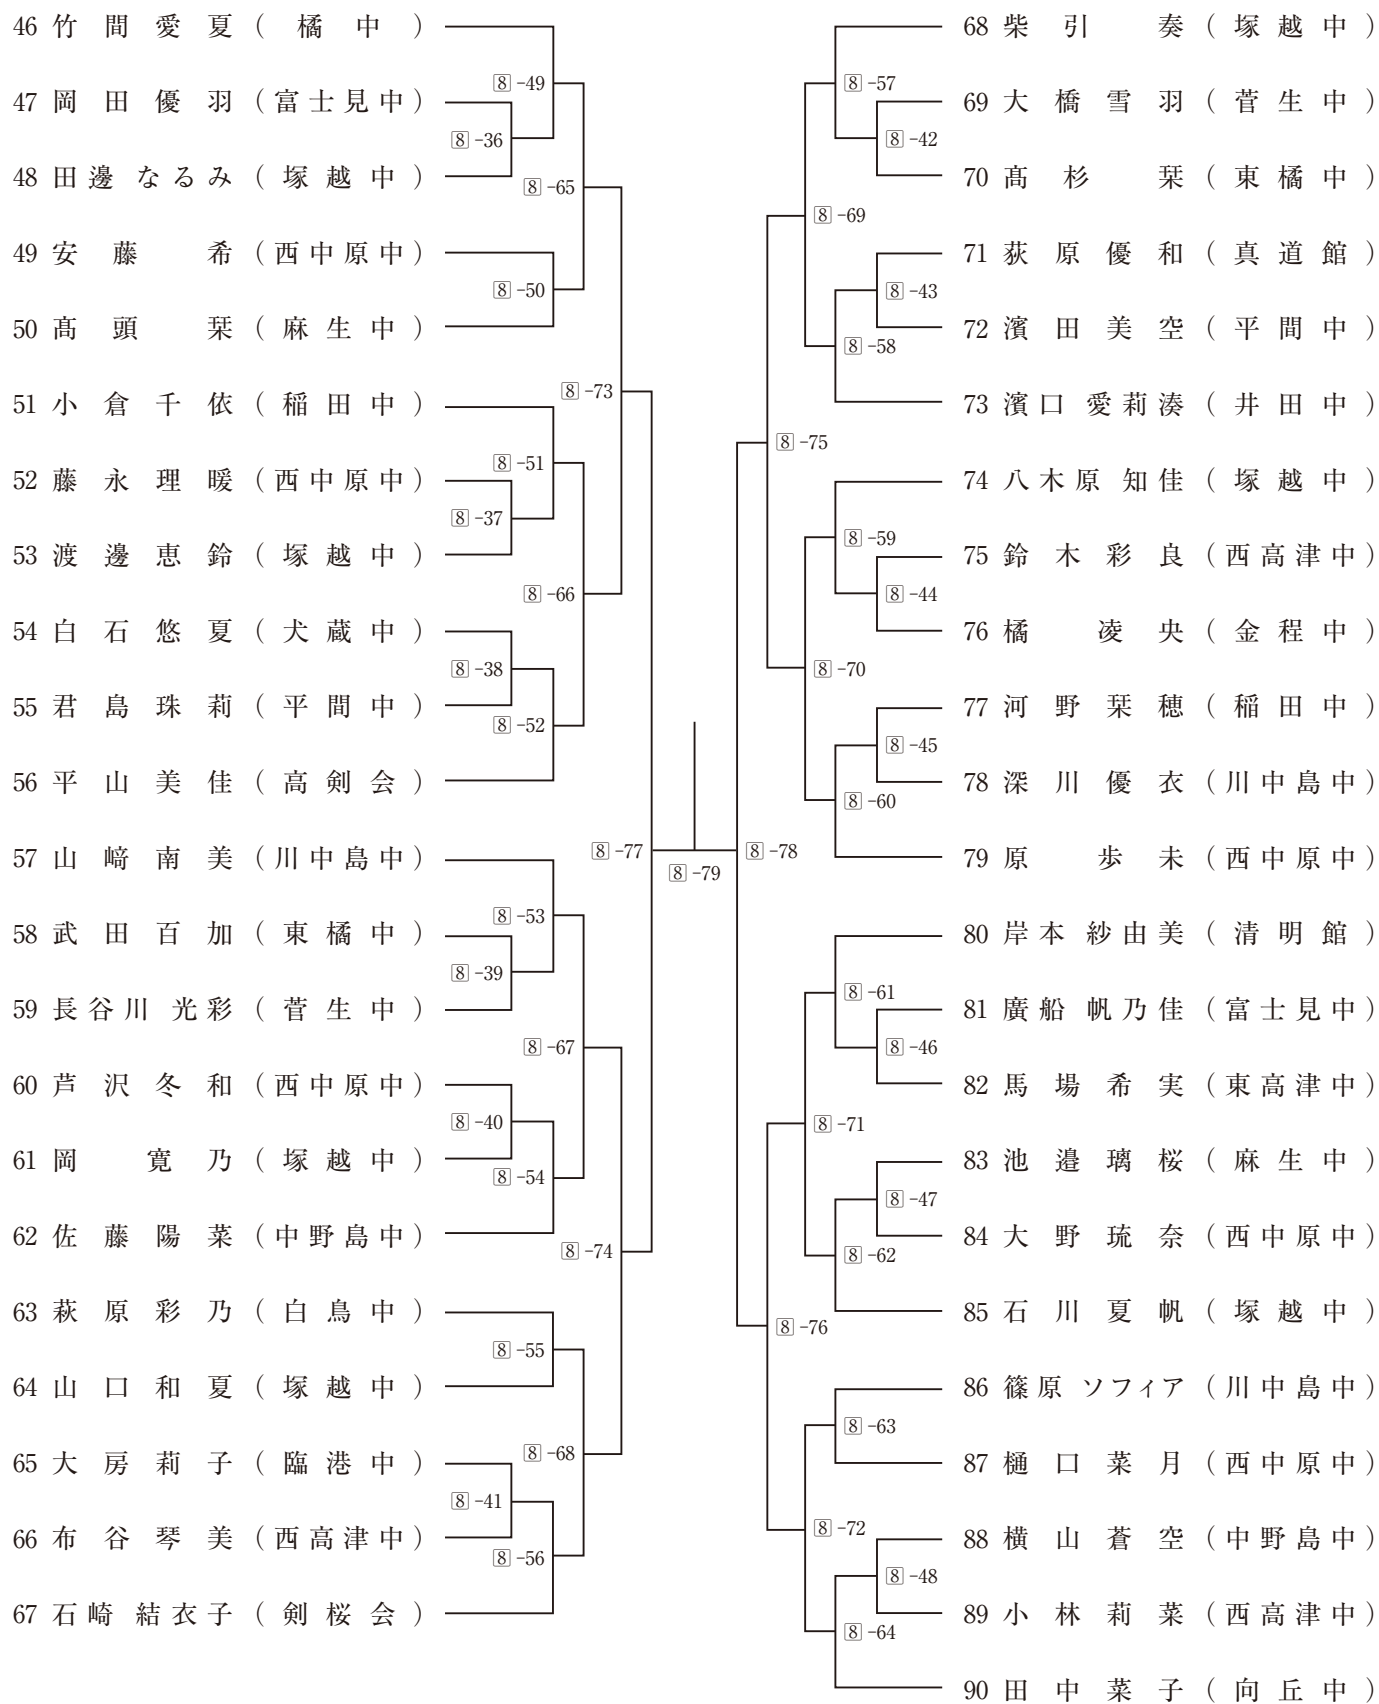 46 竹間愛夏（橘中）
47 岡田優羽（富士見中）
48 田邊なるみ（塚越中）
49 安藤希（西中原中）
50 髙頭栞（麻生中）
51 小倉千依（稲田中）
52 藤永理暖（西中原中）
53 渡邊恵鈴（塚越中）
54 白石悠夏（犬蔵中）
55 君島珠莉（平間中）
56 平山美佳（高剣会）
57 山﨑南美（川中島中）
58 武田百加（東橘中）
59 長谷川光彩（菅生中）
60 芦沢冬和（西中原中）
61 岡寛乃（塚越中）
62 佐藤陽菜（中野島中）
63 萩原彩乃（白鳥中）
64 山口和夏（塚越中）
65 大房莉子（臨港中）
66 布谷琴美（西高津中）
67 石崎結衣子（剣桜会）
8-49
8-36
8-65
8-50
8-73
8-51
8-37
8-66
8-38
8-52
8-77
8-53
8-39
8-67
8-40
8-54
8-74
8-55
8-68
8-41
8-56
8-79
8-78
8-57
8-42
8-69
8-43
8-58
8-75
8-59
8-44
8-70
8-45
8-60
8-61
8-46
8-71
8-47
8-62
8-76
8-63
8-72
8-48
8-64
68 柴引奏（塚越中）
69 大橋雪羽（菅生中）
70 髙杉栞（東橘中）
71 荻原優和（真道館）
72 濱田美空（平間中）
73 濱口愛莉湊（井田中）
74 八木原知佳（塚越中）
75 鈴木彩良（西高津中）
76 橘凌央（金程中）
77 河野栞穂（稲田中）
78 深川優衣（川中島中）
79 原歩未（西中原中）
80 岸本紗由美（清明館）
81 廣船帆乃佳（富士見中）
82 馬場希実（東高津中）
83 池邉璃桜（麻生中）
84 大野琉奈（西中原中）
85 石川夏帆（塚越中）
86 篠原ソフィア（川中島中）
87 樋口菜月（西中原中）
88 横山蒼空（中野島中）
89 小林莉菜（西高津中）
90 田中菜子（向丘中）